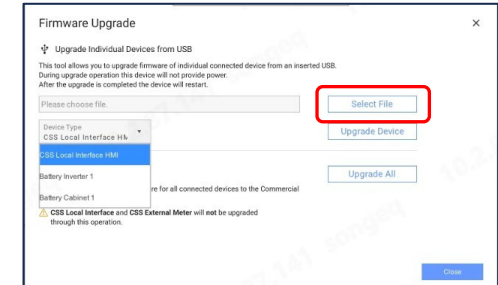 Firmware Upgrade
Upgrade Individual Devices from USB
This tool allows you to upgrade firmware of individual connected device from an inserted USB.
During upgrade operation this device will not provide power.
After the upgrade is completed the device will restart.
Please choose file.
Select File
Device Type
CSS Local Interface HM
Upgrade Device
CSS Local Interface HMI
Battery Inverter 1
Upgrade All
re for all connected devices to the Commercial
Battery Cabinet 1
CSS Local Interface and CSS External Meter will not be upgraded
through this operation.
Close